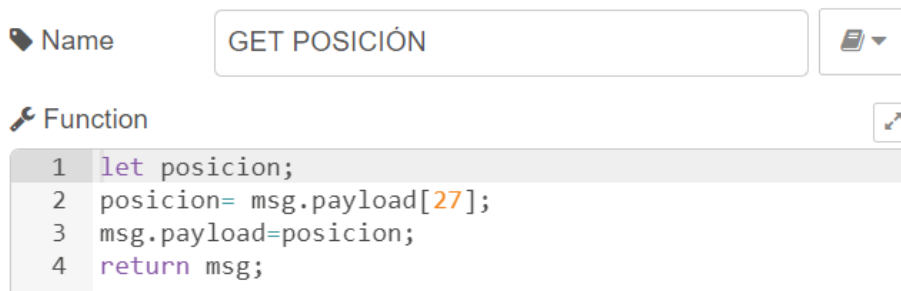 Name
GET POSICIÓN
Function
1 let posicion;
2 posicion= msg.payload[27];
3 msg.payload=posicion;
4 return msg;